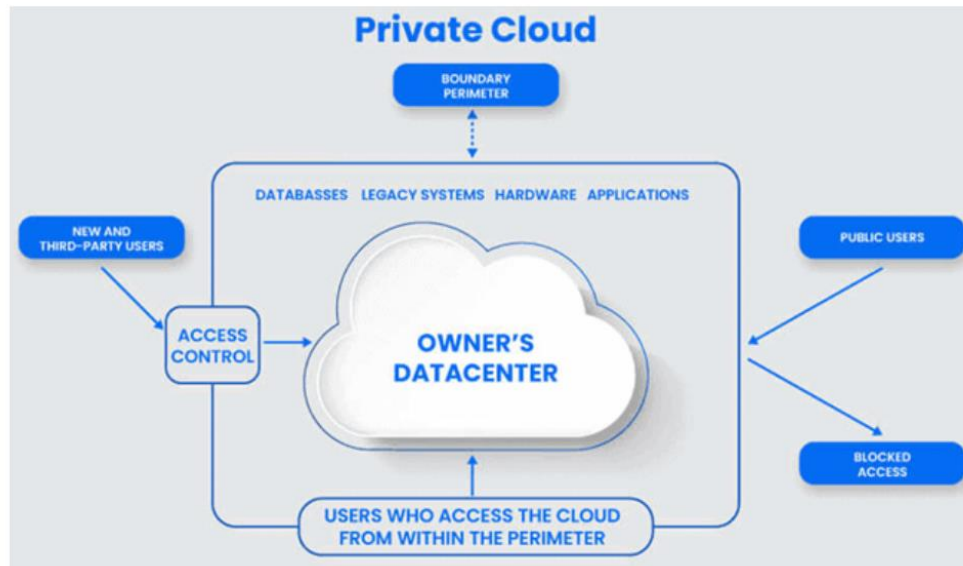 Private Cloud
BOUNDARY
PERIMETER
DATABASSES LEGACY SYSTEMS HARDWARE APPLICATIONS
NEW AND
THIRD-PARTY USERS
PUBLIC USERS
ACCESS
CONTROL
OWNER'S
DATACENTER
BLOCKED
ACCESS
USERS WHO ACCESS THE CLOUD
FROM WITHIN THE PERIMETER